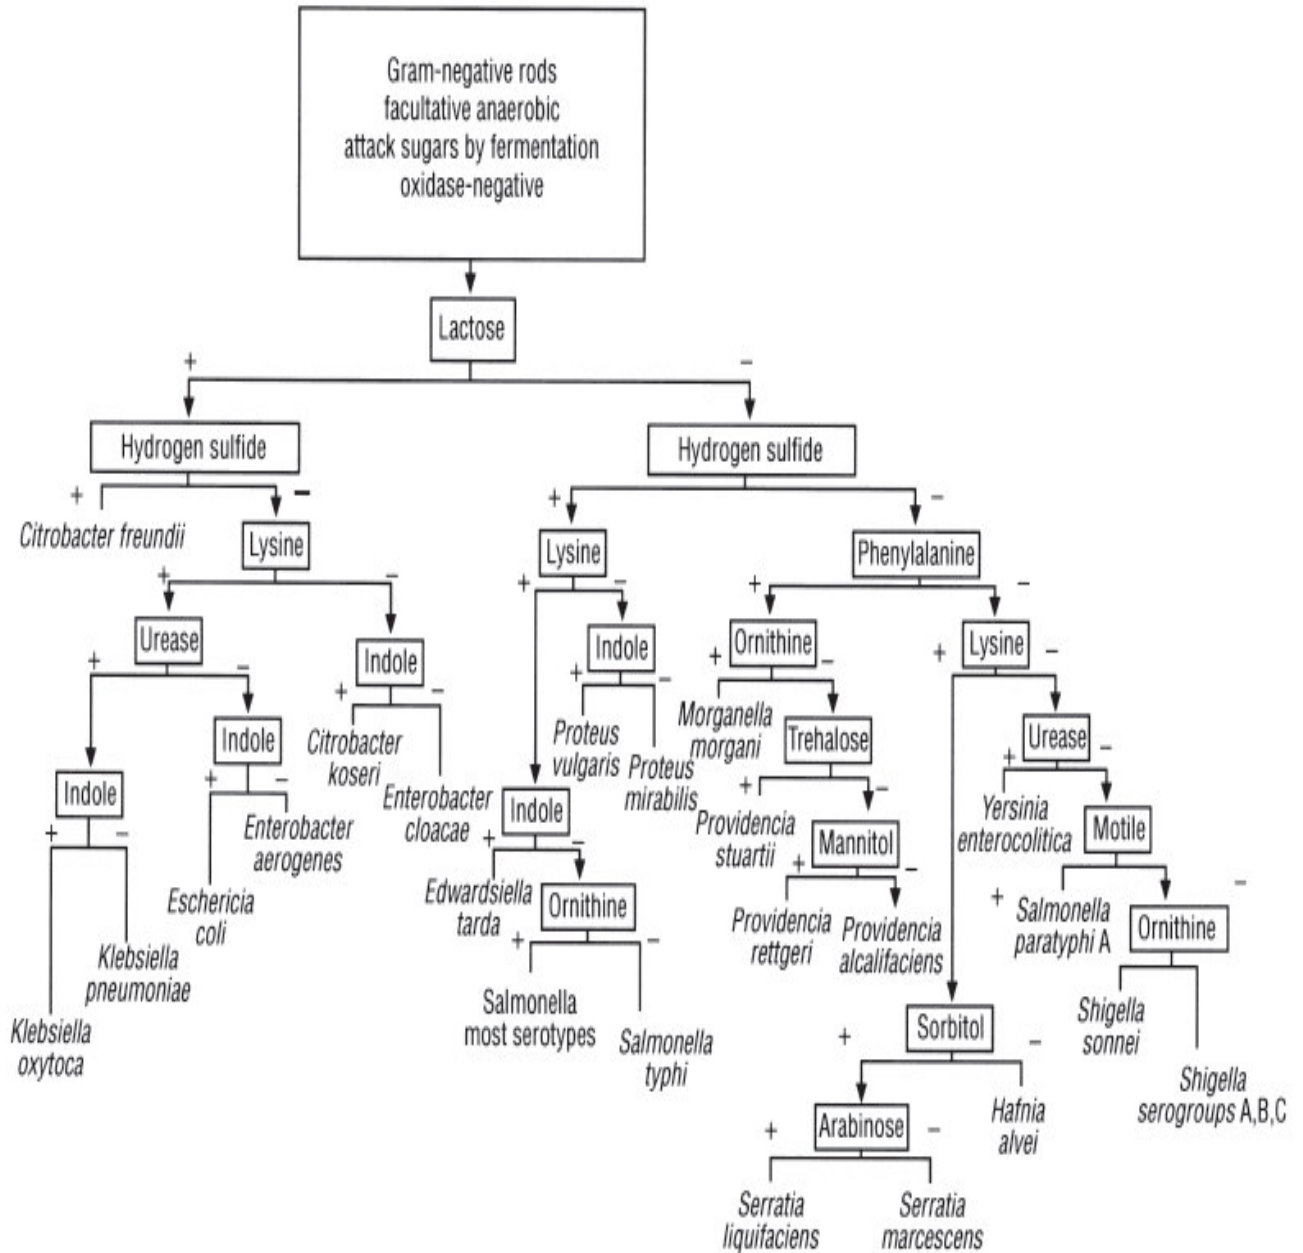 Gram-negative rods
facultative anaerobic
attack sugars by fermentation
oxidase-negative
Lactose
+
–
Hydrogen sulfide
Hydrogen sulfide
+
–
+
–
Citrobacter freundii
Lysine
Lysine
Phenylalanine
+
–
+
–
+
–
Urease
Indole
Indole
Ornithine
Lysine
+
–
+
–
+
–
+
–
+
–
Indole
Citrobacter
koseri
Proteus
vulgaris
Proteus
mirabilis
Morganella
morgani
Trehalose
Urease
+
–
+
–
+
–
Indole
Enterobacter
aerogenes
Enterobacter
cloacae
Indole
Providencia
stuartii
Mannitol
Yersinia
enterocolitica
Motile
+
–
+
–
+
–
+
–
Eschericia
coli
Edwardsiella
tarda
Ornithine
Providencia
rettgeri
Providencia
alcalifaciens
Salmonella
paratyphi A
Ornithine
+
–
Klebsiella
pneumoniae
Klebsiella
oxytoca
Salmonella
most serotypes
Salmonella
typhi
Sorbitol
Shigella
sonnei
Shigella
serogroups A,B,C
+
–
Arabinose
Hafnia
alvei
+
–
Serratia
liquifaciens
Serratia
marcescens